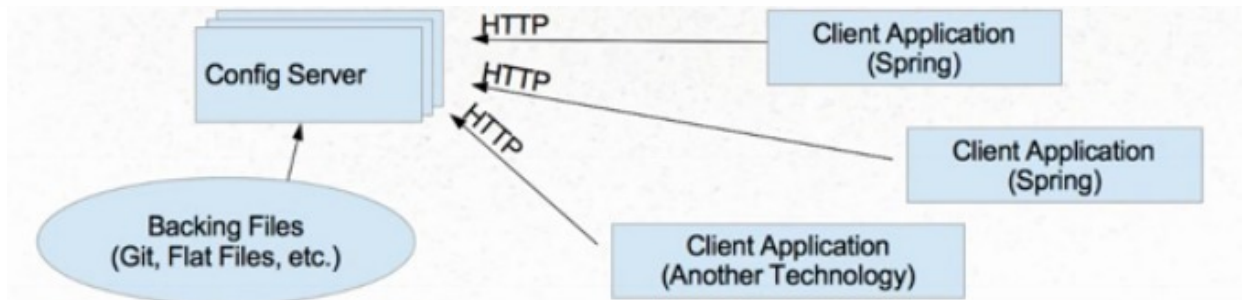 HTTP
Client Application
(Spring)
Config Server
HTTP
HTTP
Client Application
(Spring)
Backing Files
(Git, Flat Files, etc.)
Client Application
(Another Technology)